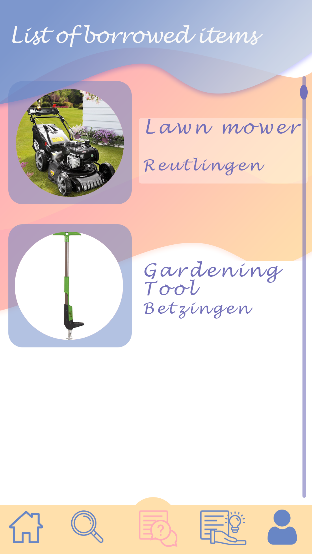 List of borrowed items
Lawn mower
Reutlingen
Gardening
Tool
Betzingen
?